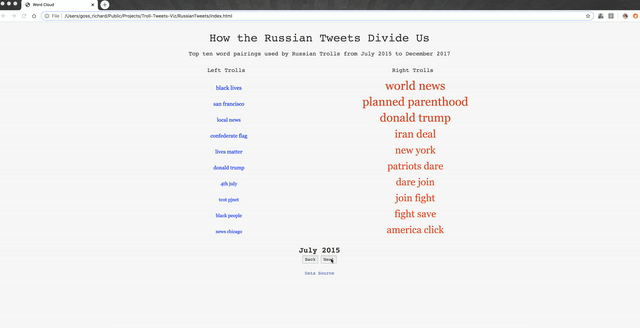 Word Cloud
File | /Users/goss_richard/Public/Projects/Troll-Tweets-Viz/RussianTweets/index.html
How the Russian Tweets Divide Us
Top ten word pairings used by Russian Trolls from July 2015 to December 2017
Left Trolls
Right Trolls
black lives
world news
san francisco
planned parenthood
local news
donald trump
confederate flag
iran deal
lives matter
new york
donald trump
patriots dare
4th july
dare join
tcot pjnet
join fight
black people
fight save
news chicago
america click
July 2015
Back
Next
Data Source